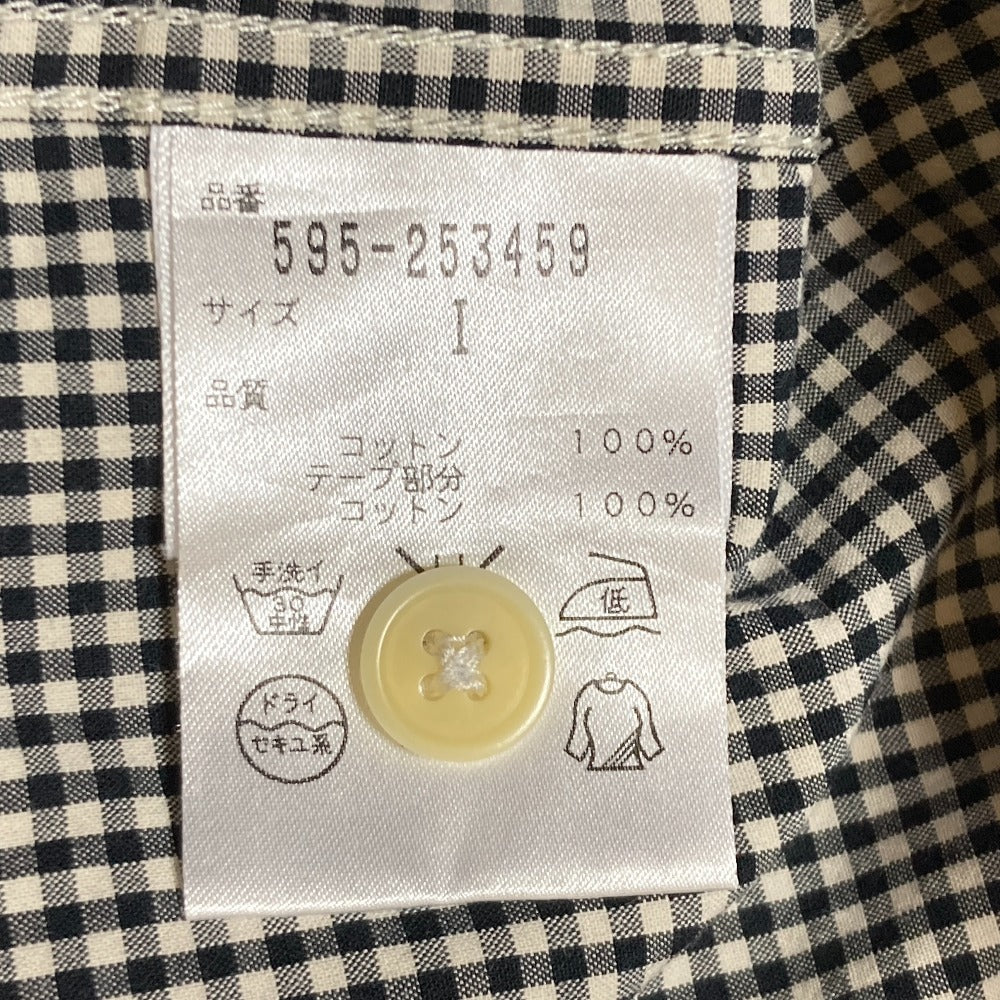 品番
595-253459
サイズ I
品質
コットン 100%
テープ部分
コットン 100%
手洗イ
30
中性
低
ドライ
セキユ系